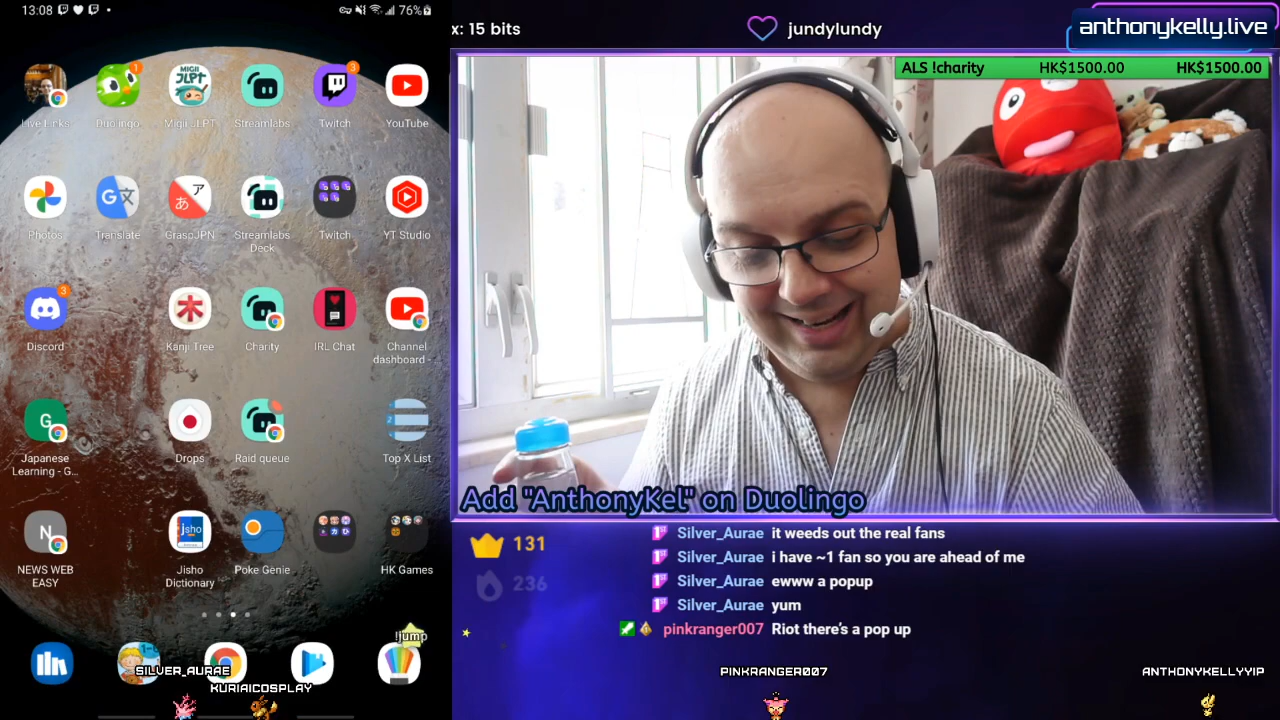 13:08
76%
x: 15 bits
jundylundy
anthonykelly.live
ALS !charity HK$1500.00 HK$1500.00
Live Links Duolingo Migii JLPT Streamlabs Twitch YouTube
MIGII
JLPT
Photos Translate GraspJPN Streamlabs Deck Twitch YT Studio
Discord Kanji Tree Charity IRL Chat Channel dashboard -
Japanese Learning - G... Drops Raid queue Top X List
NEWS WEB EASY Jisho Dictionary Poke Genie HK Games
jisho
!jump
Add "AnthonyKel" on Duolingo
131
236
Silver_Aurae it weeds out the real fans
Silver_Aurae i have ~1 fan so you are ahead of me
Silver_Aurae ewww a popup
Silver_Aurae yum
pinkranger007 Riot there's a pop up
SILVER_AURAE
KURIAICOSPLAY
PINKRANGER007
ANTHONYKELLYYIP